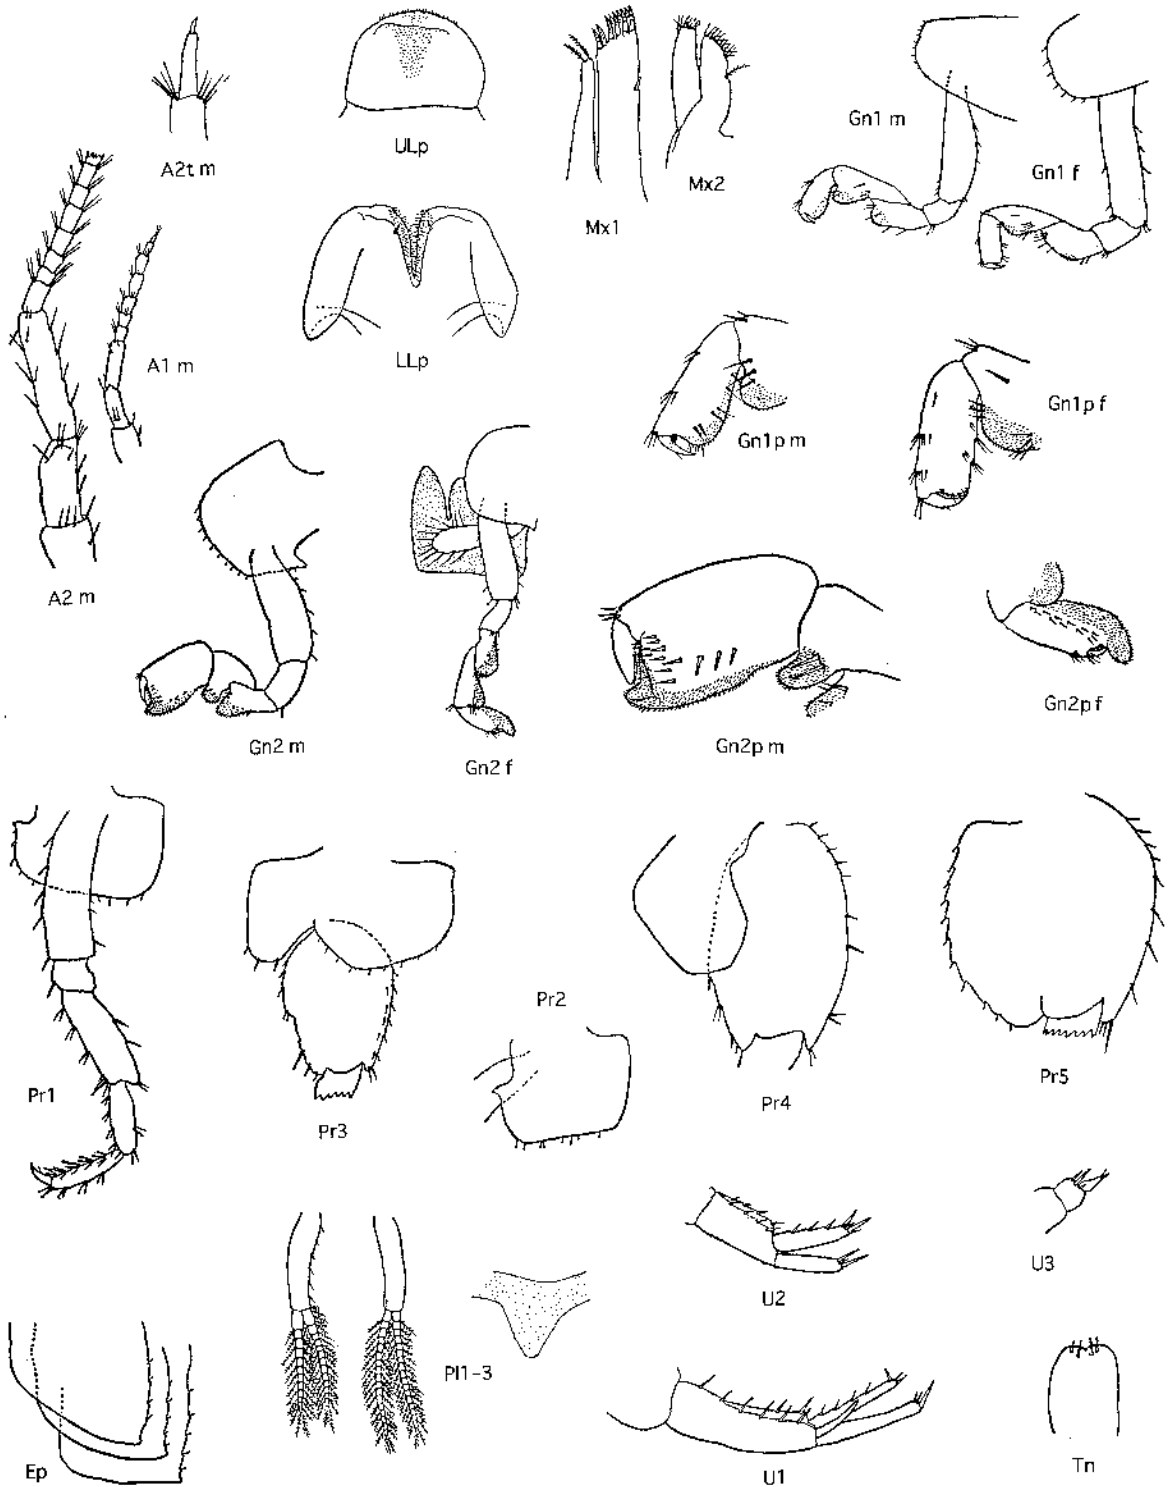 A2t m
ULp
Mx1
Mx2
Gn1 m
Gn1 f
A1 m
LLp
Gn1p m
Gn1p f
A2 m
Gn2 m
Gn2 f
Gn2p m
Gn2p f
Pr1
Pr3
Pr2
Pr4
Pr5
U2
U3
Pl1-3
Ep
U1
Tn